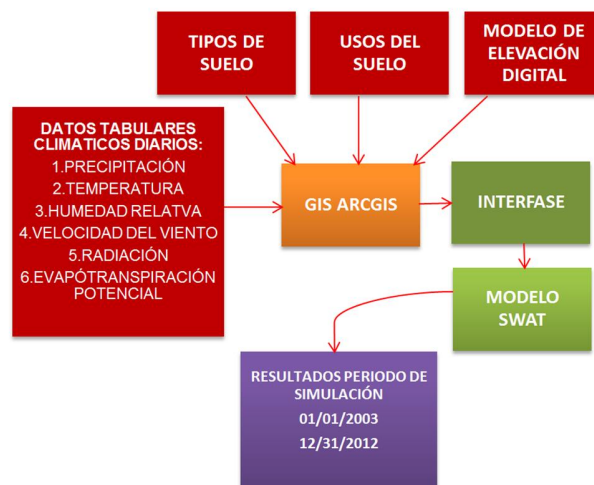 TIPOS DE
SUELO
USOS DEL
SUELO
MODELO DE
ELEVACIÓN
DIGITAL
DATOS TABULARES
CLIMATICOS DIARIOS:
1.PRECIPITACIÓN
2.TEMPERATURA
3.HUMEDAD RELATVA
4.VELOCIDAD DEL VIENTO
5.RADIACIÓN
6.EVAPÓTRANSPIRACIÓN
POTENCIAL
GIS ARCGIS
INTERFASE
MODELO
SWAT
RESULTADOS PERIODO DE
SIMULACIÓN
01/01/2003
12/31/2012